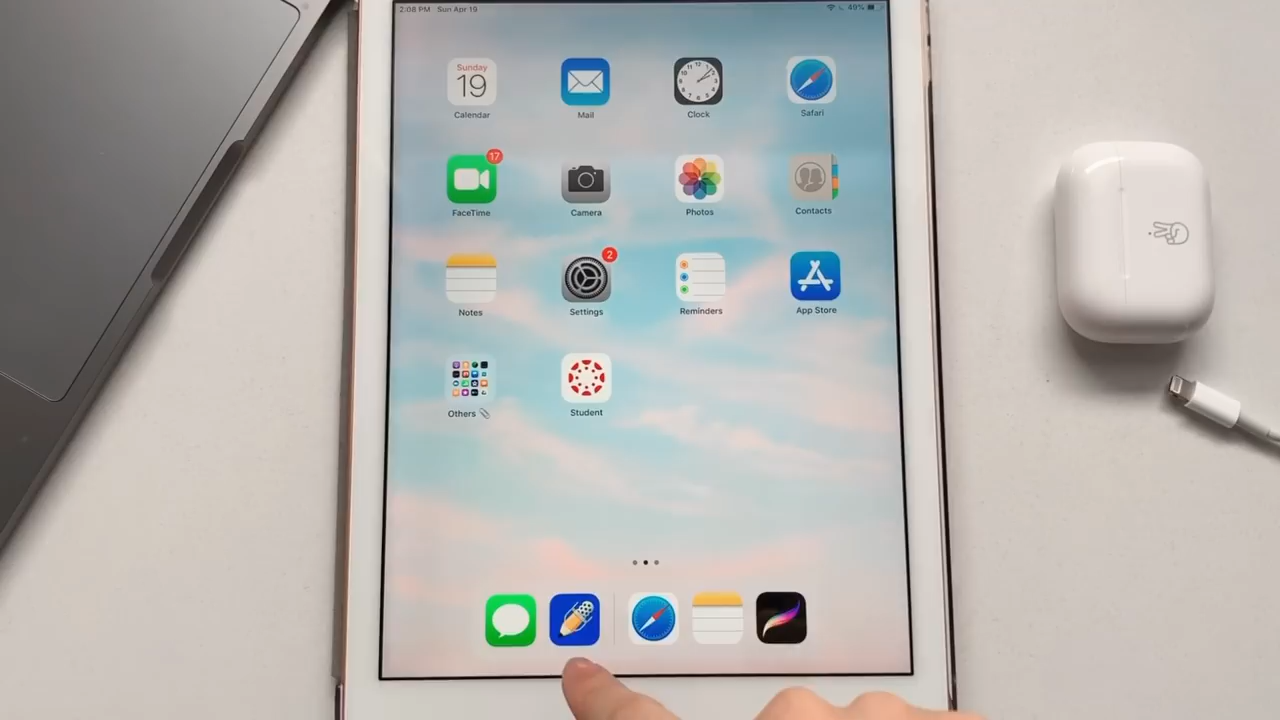 2:08 PM Sun Apr 19
49%
Sunday
19
Calendar
Mail
Clock
Safari
17
FaceTime
Camera
Photos
Contacts
2
Notes
Settings
Reminders
App Store
Others
Student